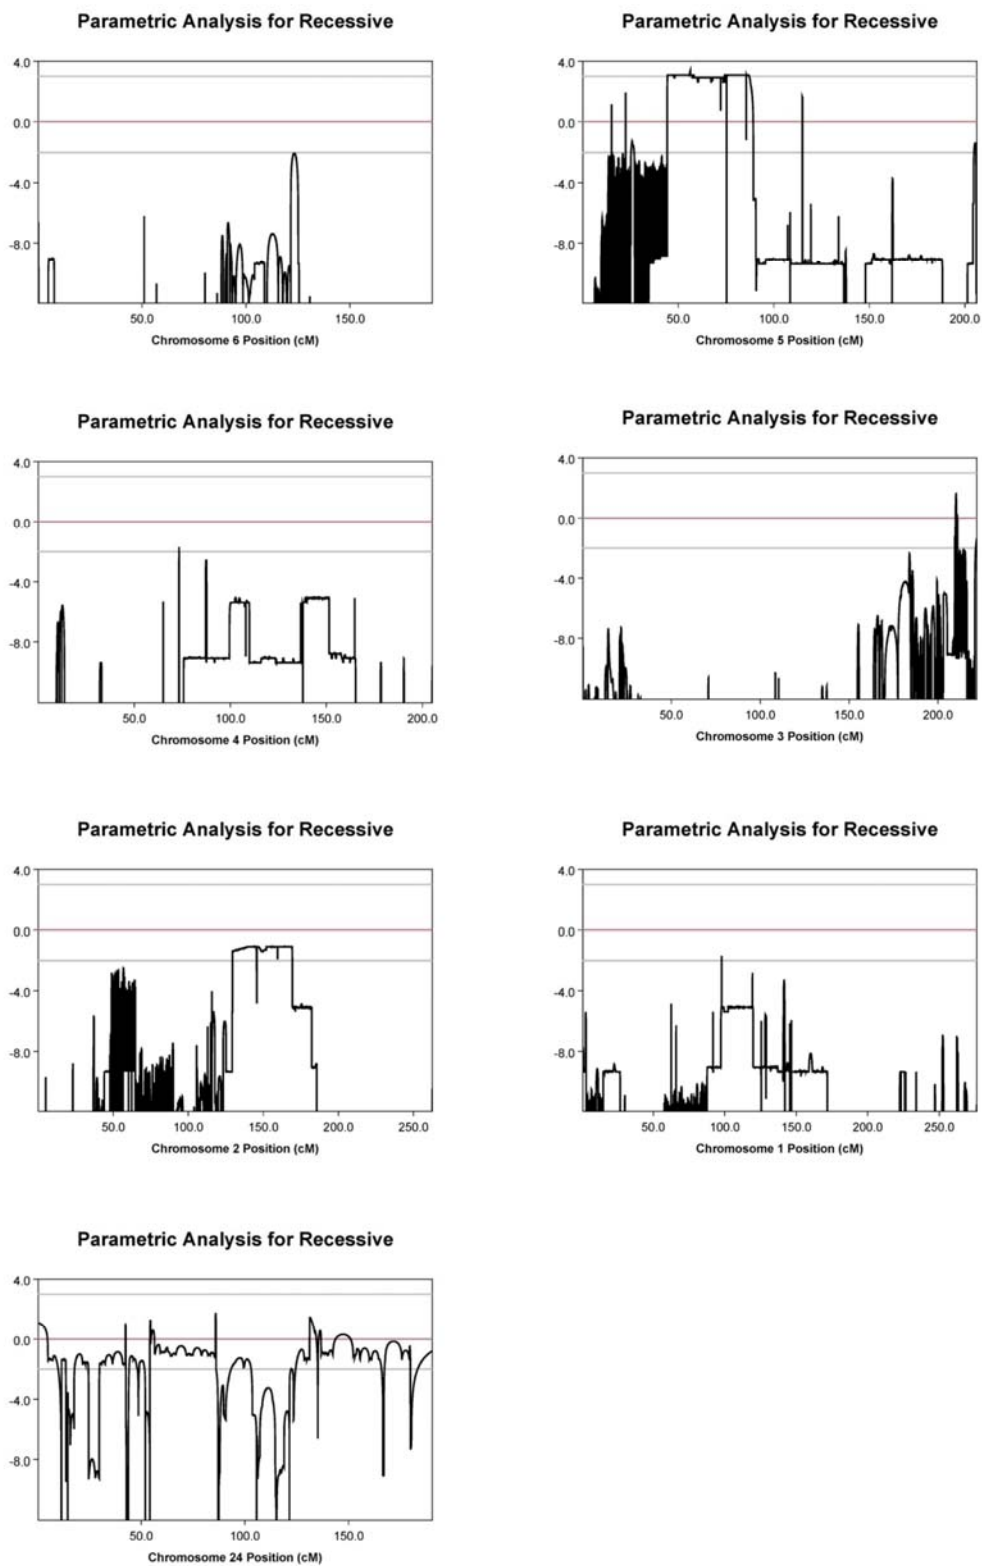 Parametric Analysis for Recessive
4.0
0.0
-4.0
-8.0
50.0 100.0 150.0
Chromosome 6 Position (cM)
Parametric Analysis for Recessive
4.0
0.0
-4.0
-8.0
50.0 100.0 150.0 200.0
Chromosome 5 Position (cM)
Parametric Analysis for Recessive
4.0
0.0
-4.0
-8.0
50.0 100.0 150.0 200.0
Chromosome 4 Position (cM)
Parametric Analysis for Recessive
4.0
0.0
-4.0
-8.0
50.0 100.0 150.0 200.0
Chromosome 3 Position (cM)
Parametric Analysis for Recessive
4.0
0.0
-4.0
-8.0
50.0 100.0 150.0 200.0 250.0
Chromosome 2 Position (cM)
Parametric Analysis for Recessive
4.0
0.0
-4.0
-8.0
50.0 100.0 150.0 200.0 250.0
Chromosome 1 Position (cM)
Parametric Analysis for Recessive
4.0
0.0
-4.0
-8.0
50.0 100.0 150.0
Chromosome 24 Position (cM)